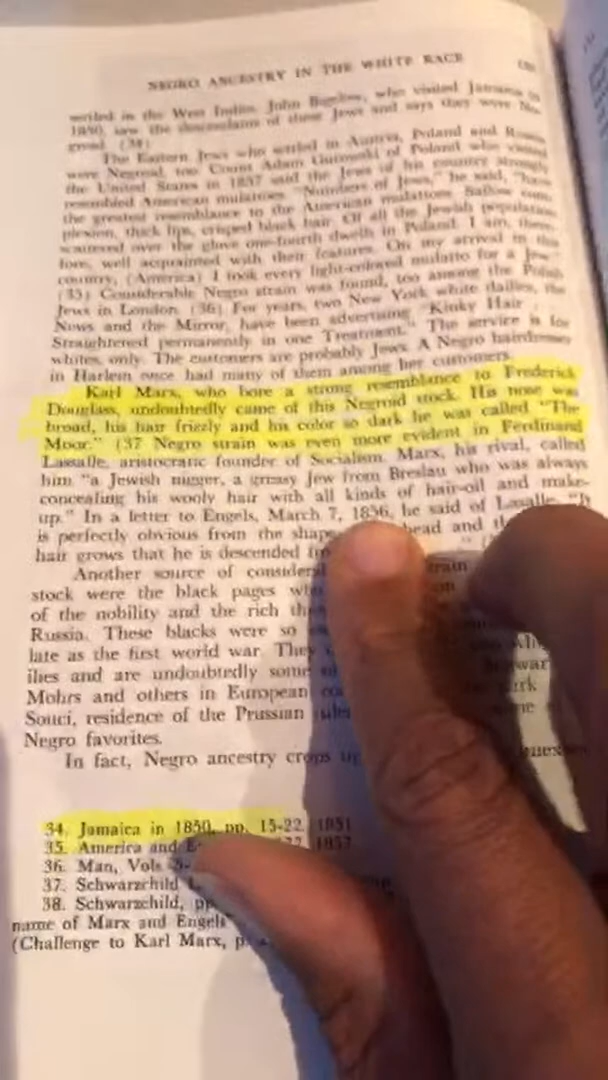 NEGRO ANCESTRY IN THE WHITE RACE
settled in the West Indies. John Bigelow, who visited Jamaica in
1850, saw the descendants of these Jews and says they were Ne-
groid. (34)
The Eastern Jews who settled in Austria, Poland and Russia
were Negroid, too. Count Adam Gurowski of Poland who visited
the United States in 1857 said the Jews of his country strongly
resembled American mulattoes. "Numbers of Jews," he said, "have
the greatest resemblance to the American mulattoes. Sallow com-
plexion, thick lips, crisped black hair. Of all the Jewish population
scattered over the globe one-fourth dwells in Poland. I am, there-
fore, well acquainted with their features. On my arrival in this
country, (America) I took every light-colored mulatto for a Jew."
(35) Considerable Negro strain was found, too among the Polish
Jews in London. (36) For years, two New York white dailies, the
News and the Mirror, have been advertising "Kinky Hair
Straightened permanently in one Treatment." The service is for
whites, only. The customers are probably Jews. A Negro hairdresser
in Harlem once had many of them among her customers.
Karl Marx, who bore a strong resemblance to Frederick
Douglass, undoubtedly came of this Negroid stock. His nose was
broad, his hair frizzly and his color so dark he was called "The
Moor." (37 Negro strain was even more evident in Ferdinand
Lassalle, aristocratic founder of Socialism. Marx, his rival, called
him "a Jewish nigger, a greasy Jew from Breslau who was always
concealing his wooly hair with all kinds of hair-oil and make-
up." In a letter to Engels, March 7, 1856, he said of Lasalle, "It
is perfectly obvious from the shape head and
hair grows that he is descended
Another source of strain
stock were the black pages
of the nobility and the rich
Russia. These blacks were so
late as the first world war. They
ilies and are undoubtedly some
Mohrs and others in European
Souci, residence of the Prussian
Negro favorites.
In fact, Negro ancestry crops
34. Jamaica in 1850, pp. 15-22. 1851
35. America and 1857
36. Man, Vols
37. Schwarzchild
38. Schwarzchild,
name of Marx and Engels"
(Challenge to Karl Marx,